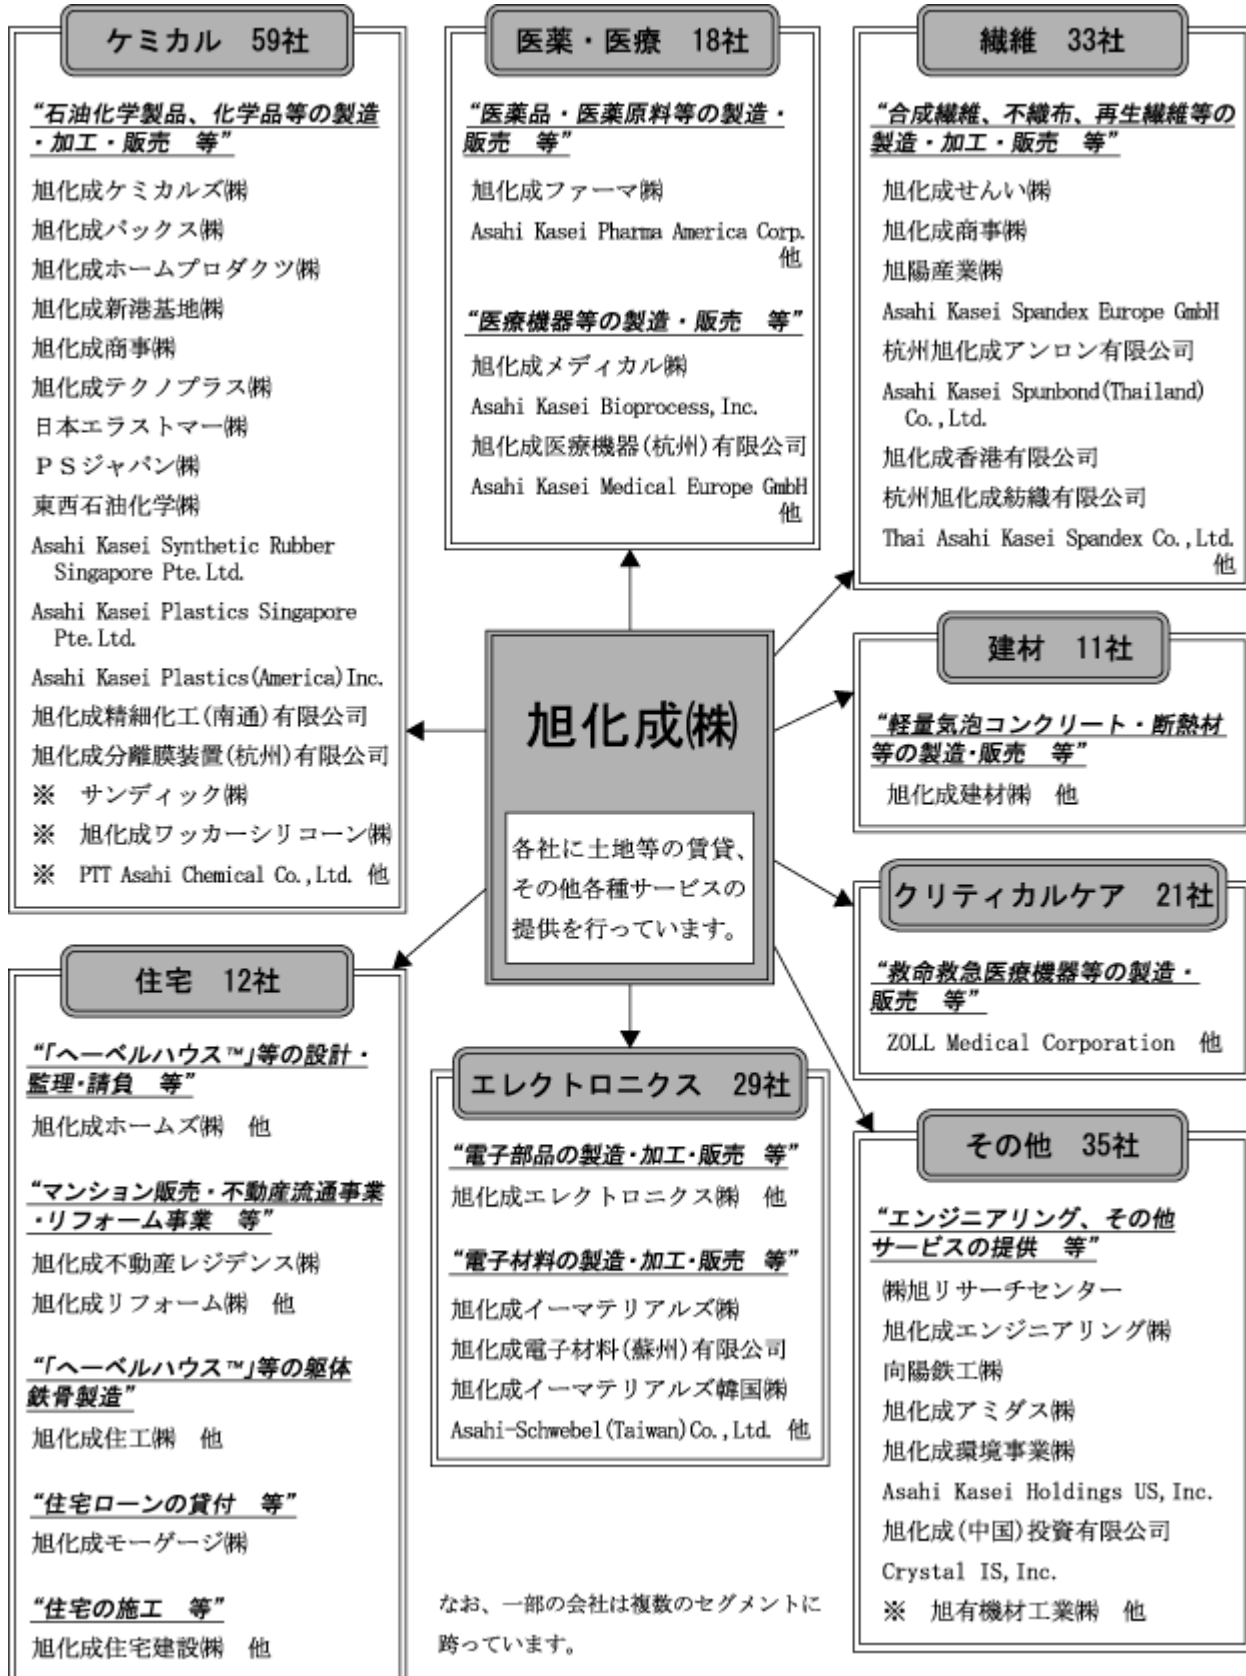 ケミカル　59社
“石油化学製品、化学品等の製造
・加工・販売　等”
旭化成ケミカルズ㈱
旭化成パックス㈱
旭化成ホームプロダクツ㈱
旭化成新港基地㈱
旭化成商事㈱
旭化成テクノプラス㈱
日本エラストマー㈱
ＰＳジャパン㈱
東西石油化学㈱
Asahi Kasei Synthetic Rubber
Singapore Pte.Ltd.
Asahi Kasei Plastics Singapore
Pte.Ltd.
Asahi Kasei Plastics(America)Inc.
旭化成精細化工(南通)有限公司
旭化成分離膜装置(杭州)有限公司
※　サンディック㈱
※　旭化成ワッカーシリコーン㈱
※　PTT Asahi Chemical Co.,Ltd. 他
医薬・医療　18社
“医薬品・医薬原料等の製造・
販売　等”
旭化成ファーマ㈱
Asahi Kasei Pharma America Corp.
他
“医療機器等の製造・販売　等”
旭化成メディカル㈱
Asahi Kasei Bioprocess,Inc.
旭化成医療機器(杭州)有限公司
Asahi Kasei Medical Europe GmbH
他
繊維　33社
“合成繊維、不織布、再生繊維等の
製造・加工・販売　等”
旭化成せんい㈱
旭化成商事㈱
旭陽産業㈱
Asahi Kasei Spandex Europe GmbH
杭州旭化成アンロン有限公司
Asahi Kasei Spunbond(Thailand)
Co.,Ltd.
旭化成香港有限公司
杭州旭化成紡織有限公司
Thai Asahi Kasei Spandex Co.,Ltd.
他
旭化成㈱
各社に土地等の賃貸、
その他各種サービスの
提供を行っています。
建材　11社
“軽量気泡コンクリート・断熱材
等の製造・販売　等”
旭化成建材㈱　他
クリティカルケア　21社
“救命救急医療機器等の製造・
販売　等”
ZOLL Medical Corporation　他
住宅　12社
“「ヘーベルハウス™」等の設計・
監理・請負　等”
旭化成ホームズ㈱　他
“マンション販売・不動産流通事業
・リフォーム事業　等”
旭化成不動産レジデンス㈱
旭化成リフォーム㈱　他
“「ヘーベルハウス™」等の躯体
鉄骨製造”
旭化成住工㈱　他
“住宅ローンの貸付　等”
旭化成モーゲージ㈱
“住宅の施工　等”
旭化成住宅建設㈱　他
エレクトロニクス　29社
“電子部品の製造・加工・販売　等”
旭化成エレクトロニクス㈱　他
“電子材料の製造・加工・販売　等”
旭化成イーマテリアルズ㈱
旭化成電子材料(蘇州)有限公司
旭化成イーマテリアルズ韓国㈱
Asahi-Schwebel(Taiwan)Co.,Ltd. 他
その他　35社
“エンジニアリング、その他
サービスの提供　等”
㈱旭リサーチセンター
旭化成エンジニアリング㈱
向陽鉄工㈱
旭化成アミダス㈱
旭化成環境事業㈱
Asahi Kasei Holdings US,Inc.
旭化成(中国)投資有限公司
Crystal IS,Inc.
※　旭有機材工業㈱　他
なお、一部の会社は複数のセグメントに
跨っています。